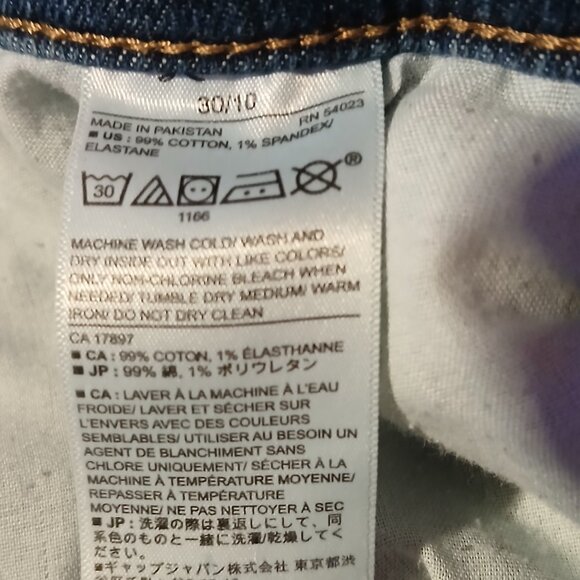 30/10
MADE IN PAKISTAN RN 54023
■ US : 99% COTTON, 1% SPANDEX/
ELASTANE
30 ®
1166
MACHINE WASH COLD/ WASH AND
DRY INSIDE OUT WITH LIKE COLORS/
ONLY NON-CHLORINE BLEACH WHEN
NEEDED/ TUMBLE DRY MEDIUM/ WARM
IRON/ DO NOT DRY CLEAN
CA 17897
■ CA : 99% COTON, 1% ÉLASTHANNE
■ JP : 99% 綿, 1% ポリウレタン
■ CA : LAVER À LA MACHINE À L'EAU
FROIDE/ LAVER ET SÉCHER SUR
L'ENVERS AVEC DES COULEURS
SEMBLABLES/ UTILISER AU BESOIN UN
AGENT DE BLANCHIMENT SANS
CHLORE UNIQUEMENT/ SÉCHER À LA
MACHINE À TEMPÉRATURE MOYENNE/
REPASSER À TEMPÉRATURE
MOYENNE/ NE PAS NETTOYER À SEC
■ JP : 洗濯の際は裏返しにして、同
系色のものと一緒に洗濯/乾燥してく
ださい。
■ギャップジャパン株式会社 東京都渋